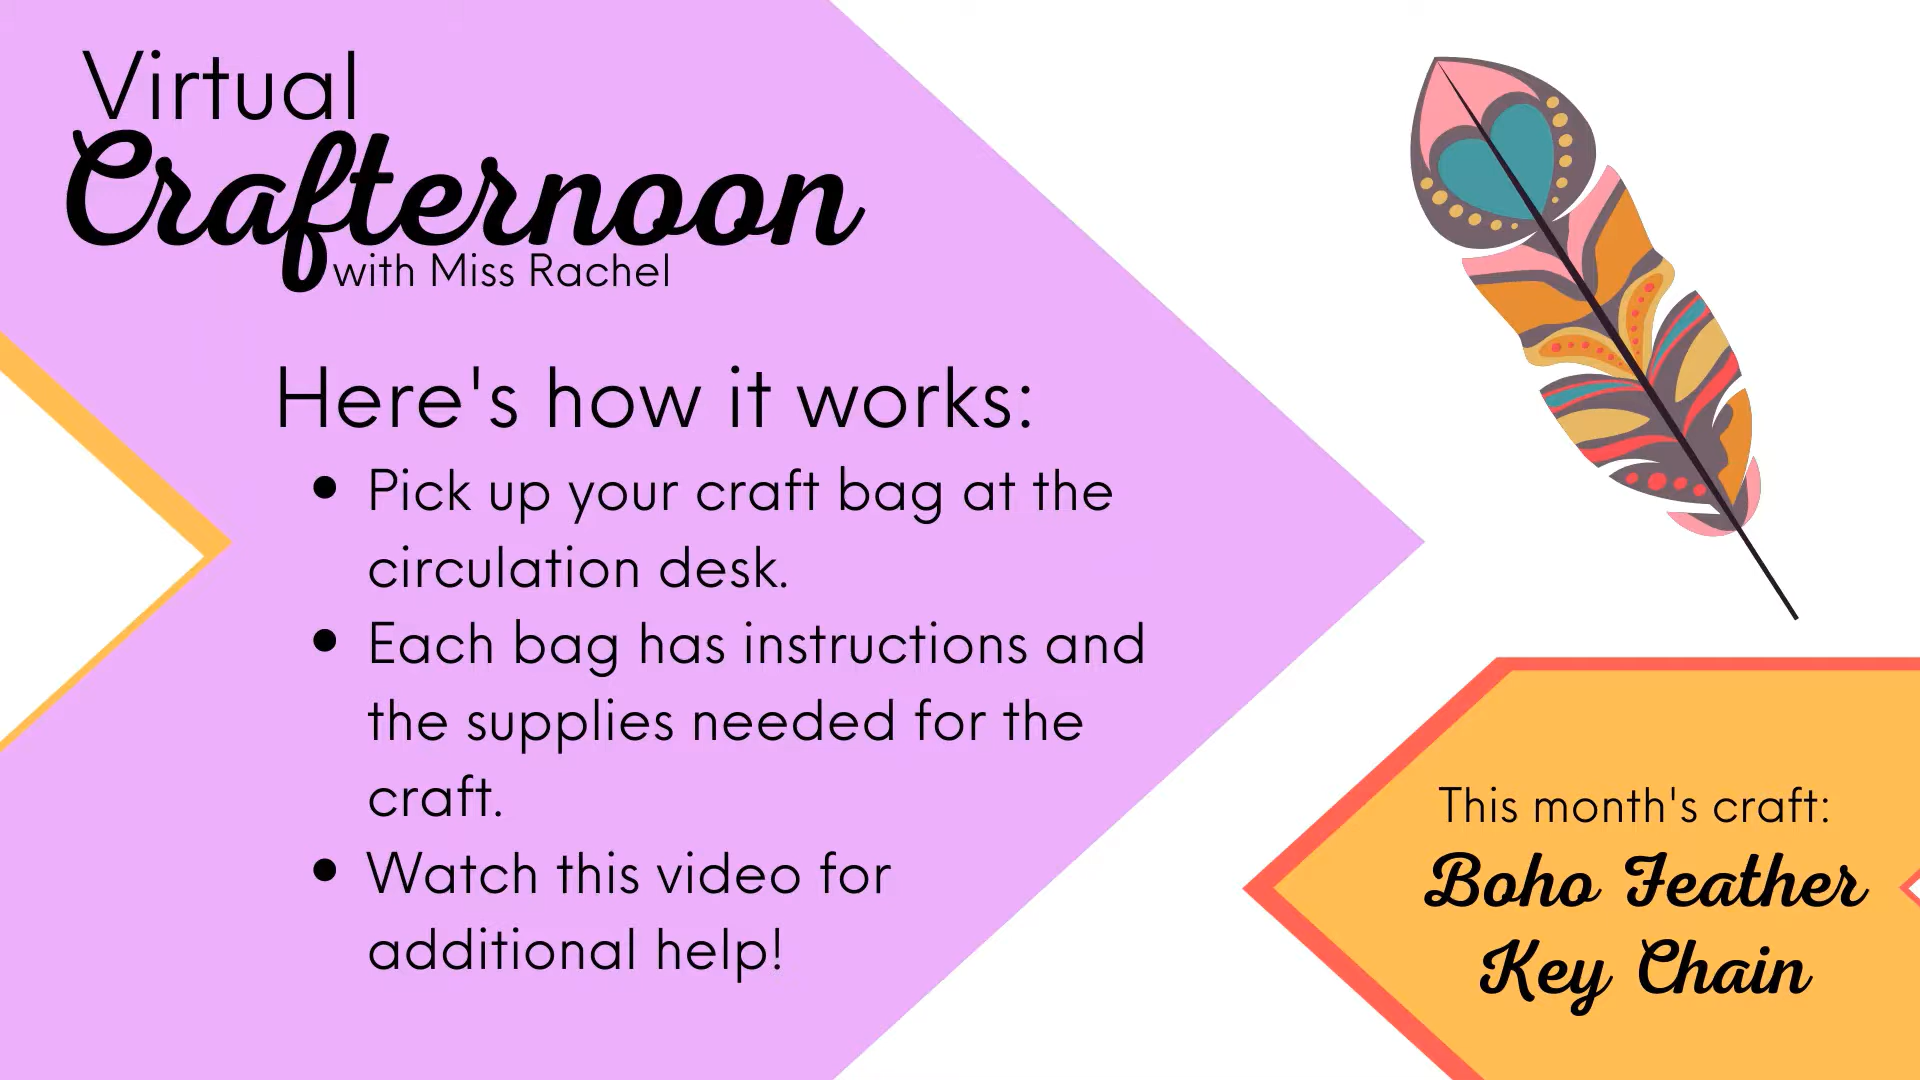 Virtual
Crafternoon
with Miss Rachel
Here's how it works:
• Pick up your craft bag at the
circulation desk.
• Each bag has instructions and
the supplies needed for the
craft.
• Watch this video for
additional help!
This month's craft:
Boho Feather
Key Chain